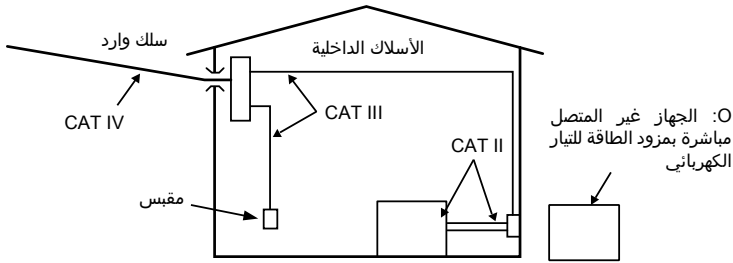 سلك وارد
الأسلاك الداخلية
CAT IV
CAT III
CAT II
O: الجهاز غير المتصل
مباشرة بمزود الطاقة للتيار
الكهربائي
مقبس